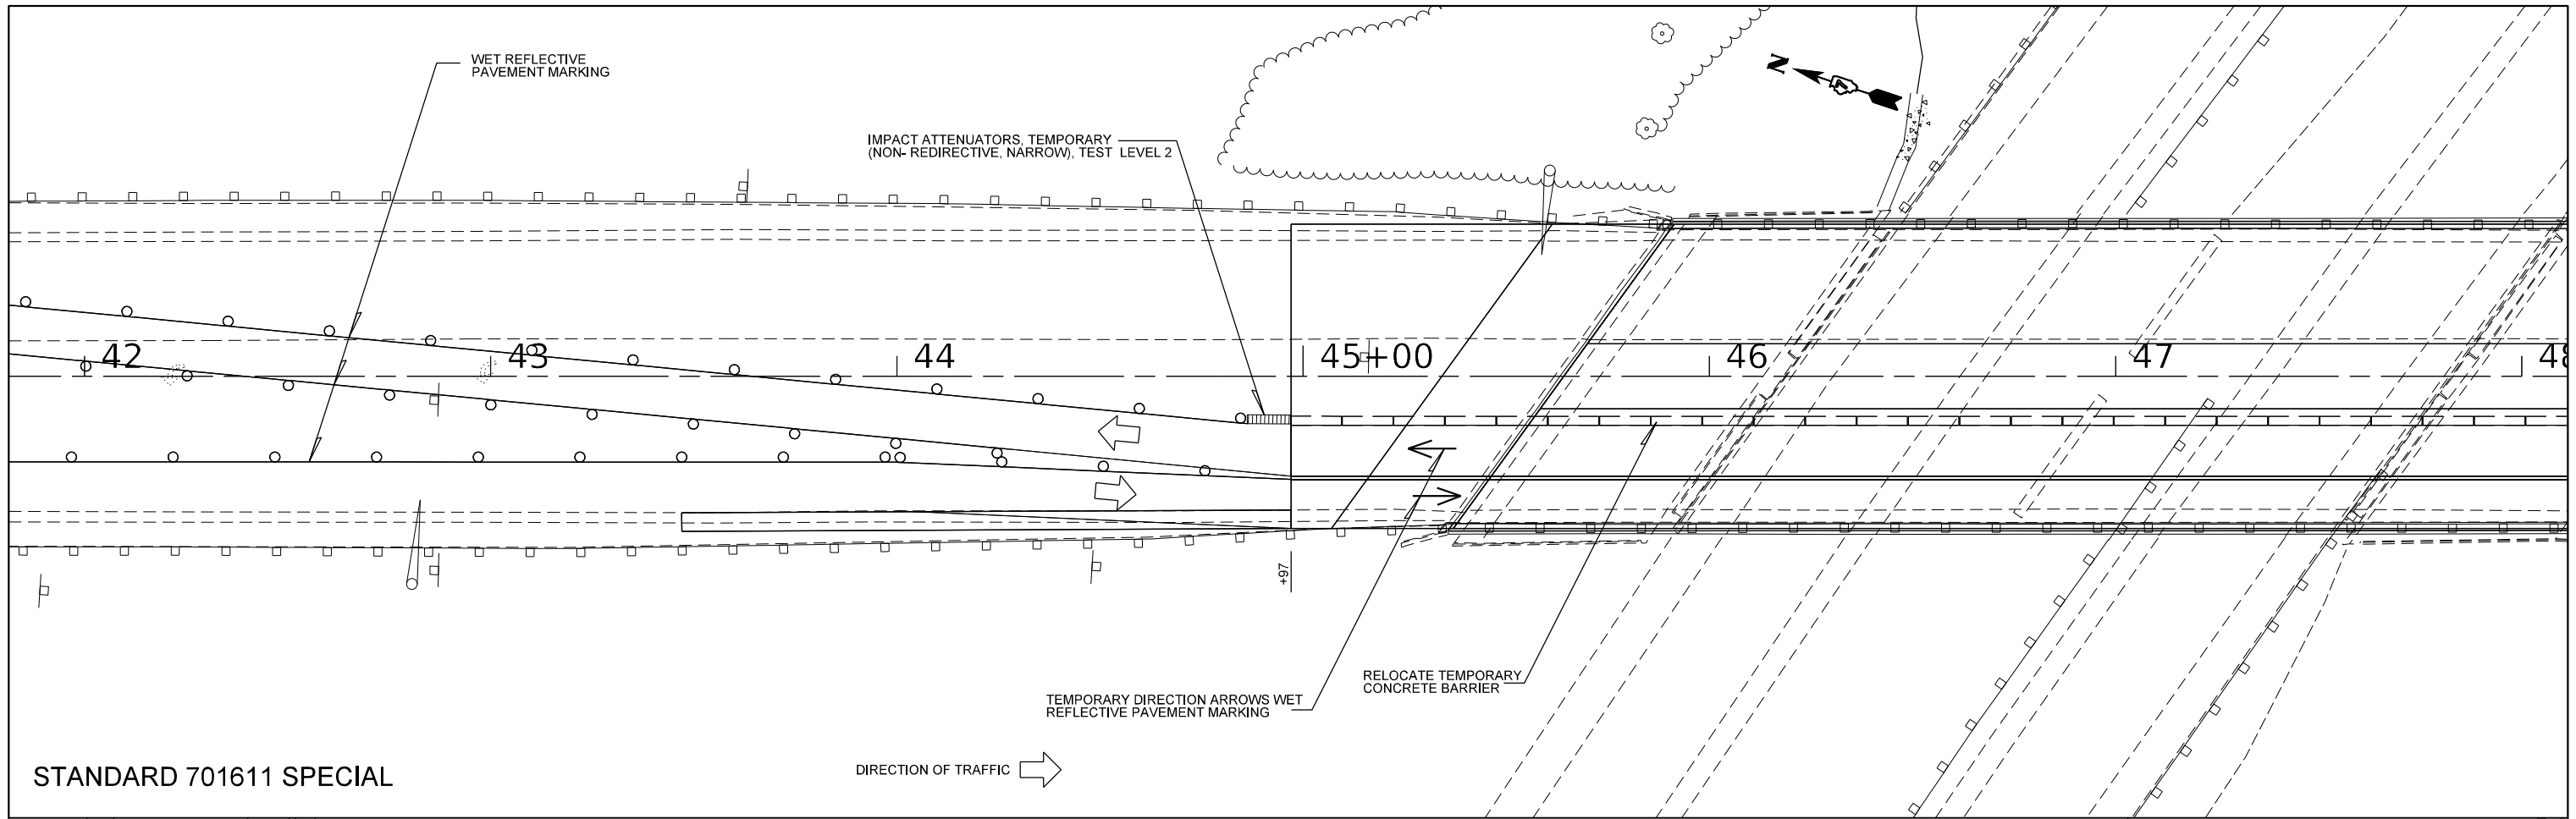 WET REFLECTIVE
PAVEMENT MARKING
IMPACT ATTENUATORS, TEMPORARY
(NON- REDIRECTIVE, NARROW), TEST LEVEL 2
N
42
43
44
45+00
46
47
48
+97
RELOCATE TEMPORARY
CONCRETE BARRIER
TEMPORARY DIRECTION ARROWS WET
REFLECTIVE PAVEMENT MARKING
DIRECTION OF TRAFFIC
STANDARD 701611 SPECIAL